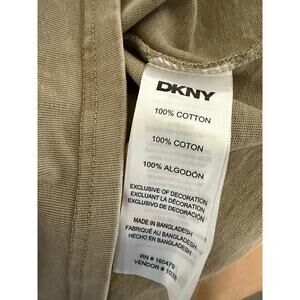 DKNY
100% COTTON
100% COTON
100% ALGODÓN
EXCLUSIVE OF DECORATION
EXCLUANT LA DÉCORATION
EXCLUSIVO DE DECORACIÓN
MADE IN BANGLADESH
FABRIQUÉ AU BANGLADESH
HECHO EN BANGLADESH
RN # 160479
VENDOR #